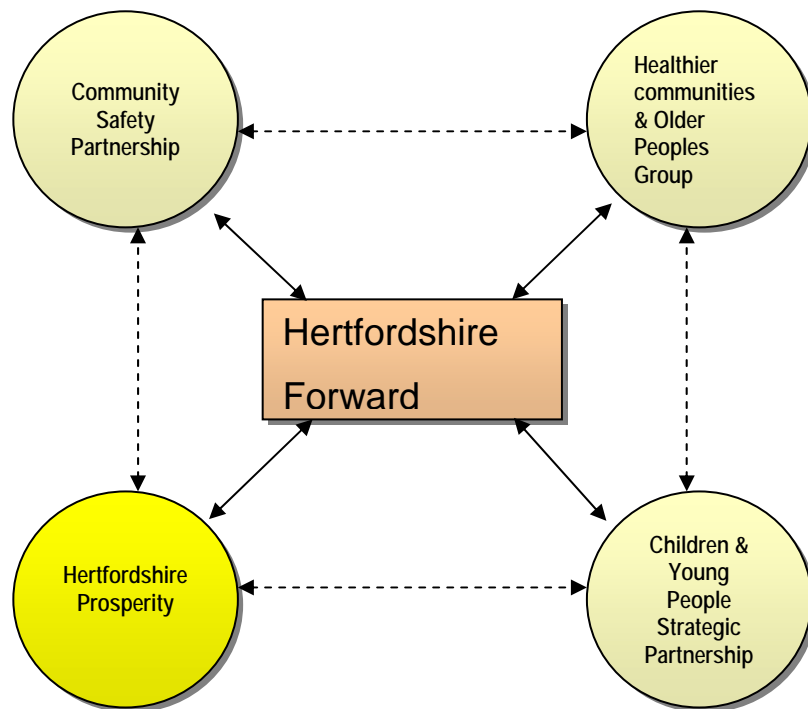 Community
Safety
Partnership
Healthier
communities
& Older
Peoples
Group
Hertfordshire
Forward
Hertfordshire
Prosperity
Children &
Young
People
Strategic
Partnership